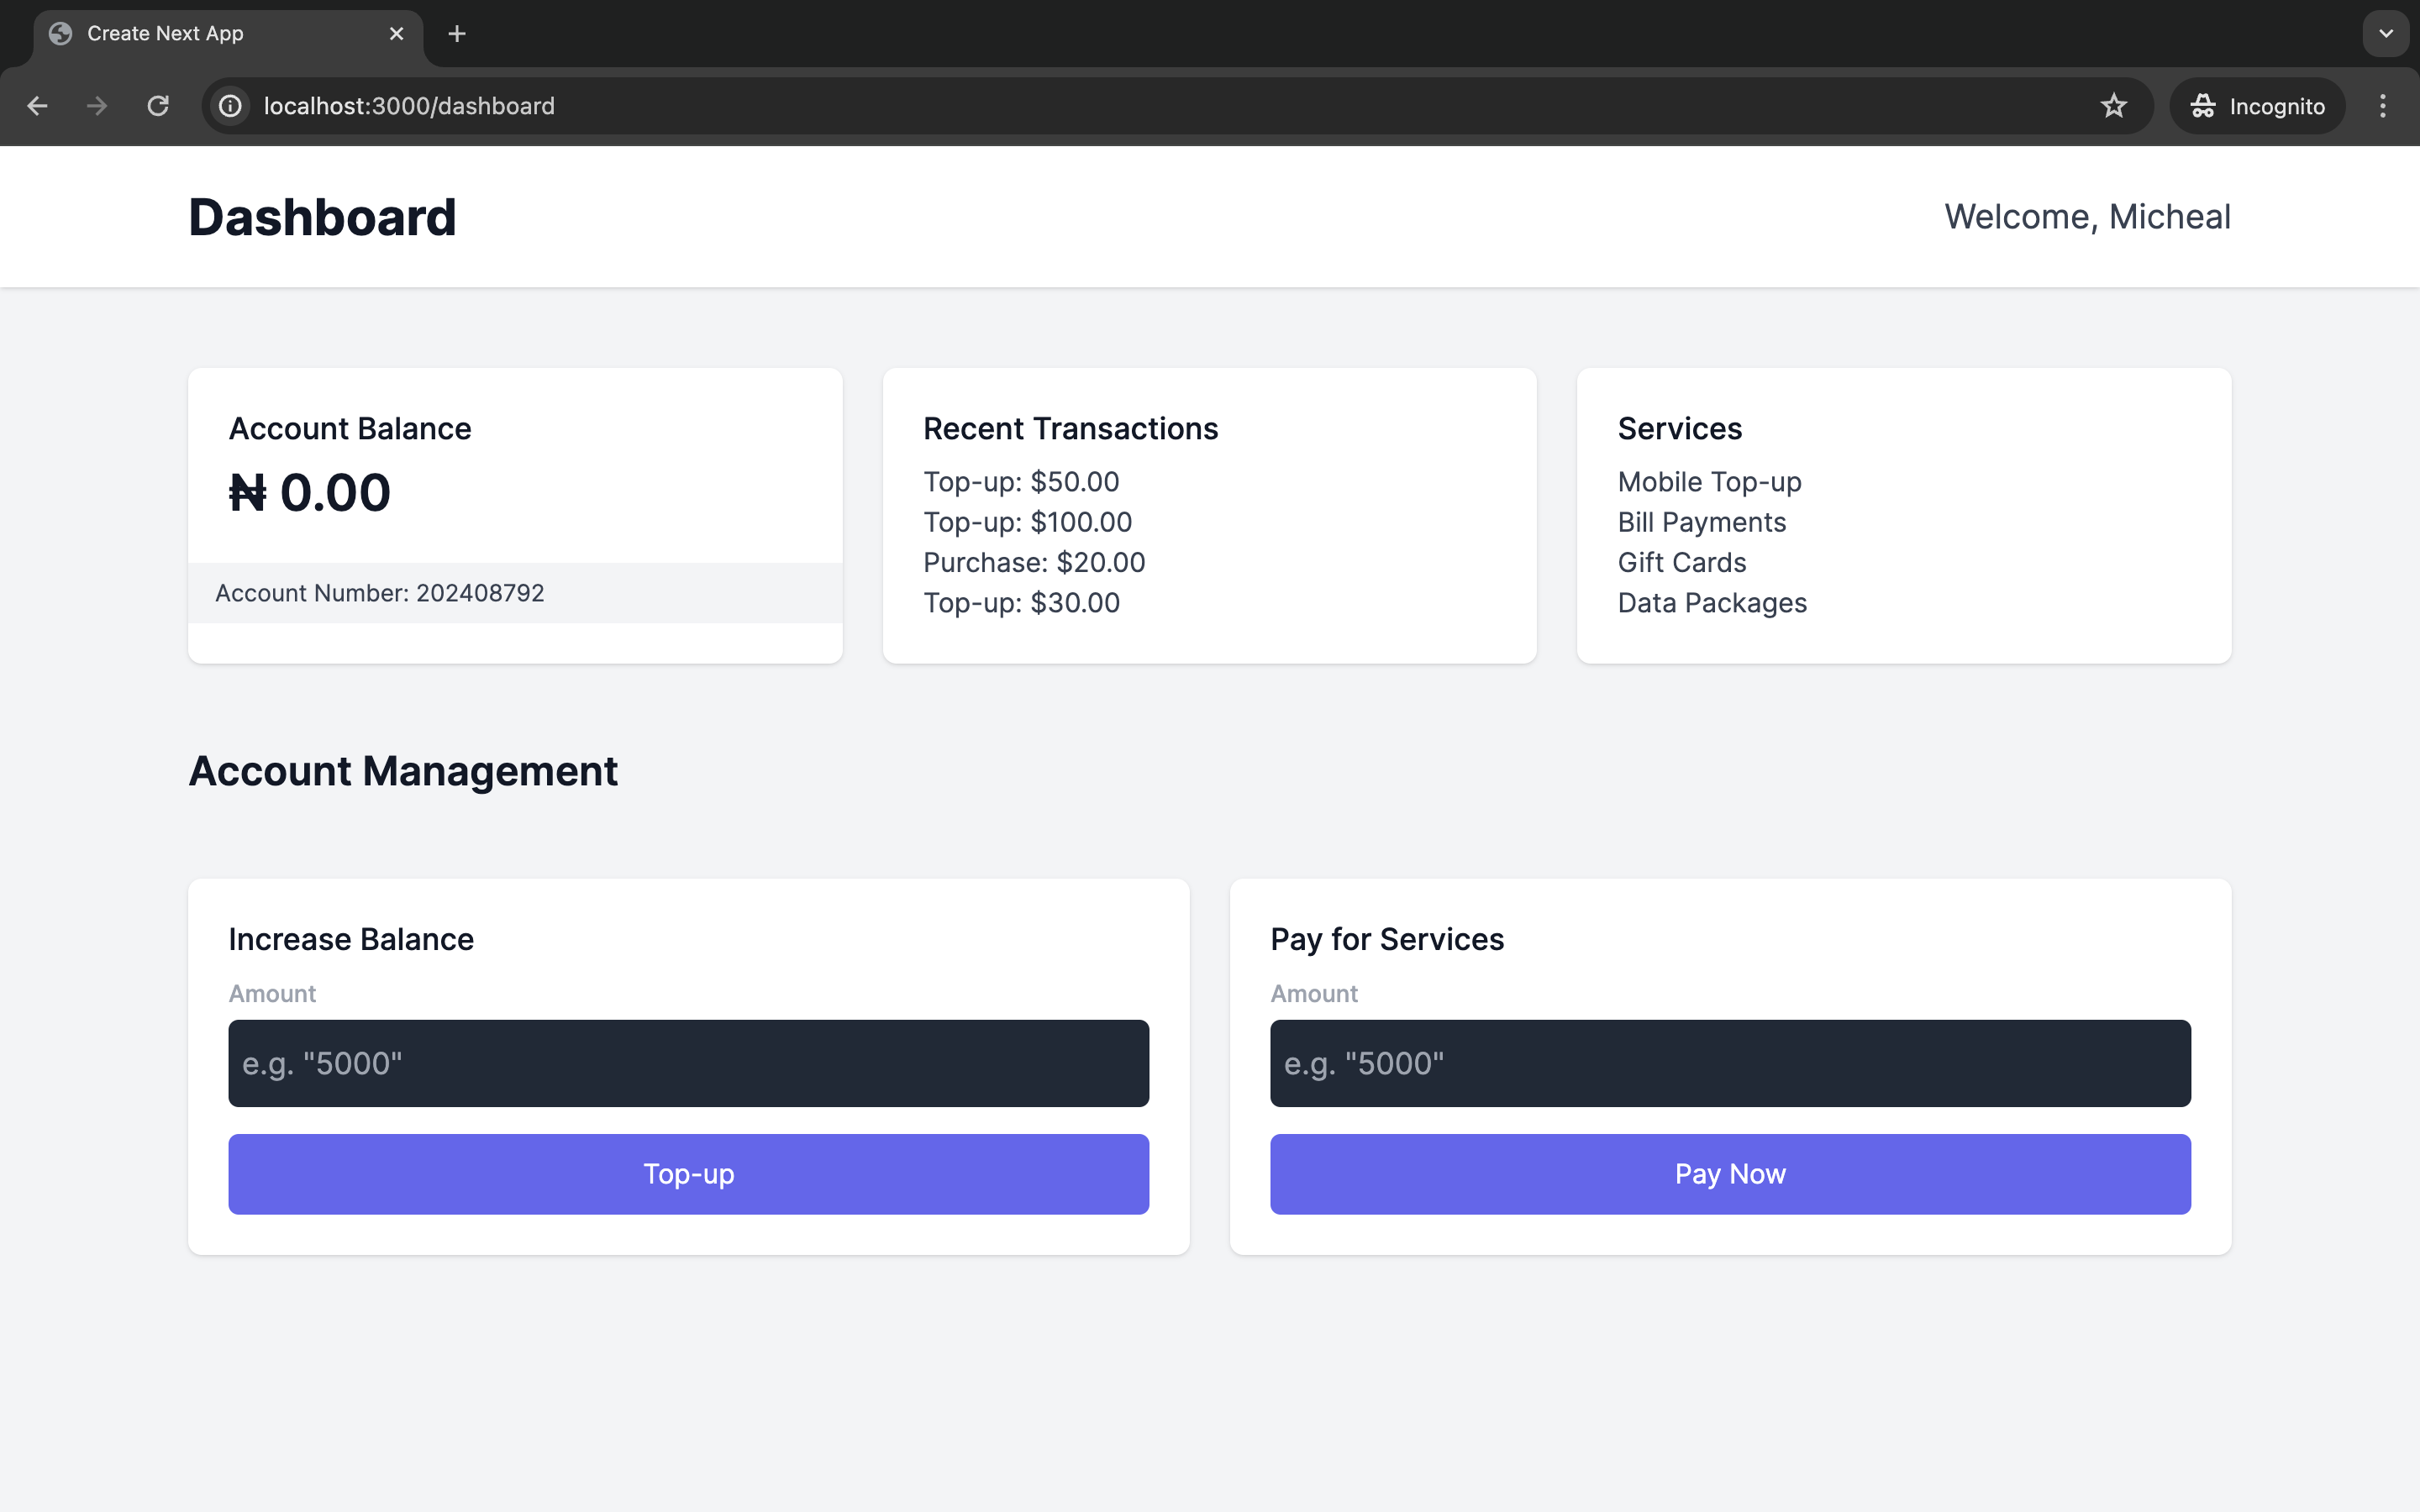 Create Next App
localhost:3000/dashboard
Incognito
Dashboard
Welcome, Micheal
Account Balance
₦ 0.00
Account Number: 202408792
Recent Transactions
Top-up: $50.00
Top-up: $100.00
Purchase: $20.00
Top-up: $30.00
Services
Mobile Top-up
Bill Payments
Gift Cards
Data Packages
Account Management
Increase Balance
Amount
e.g. "5000"
Top-up
Pay for Services
Amount
e.g. "5000"
Pay Now